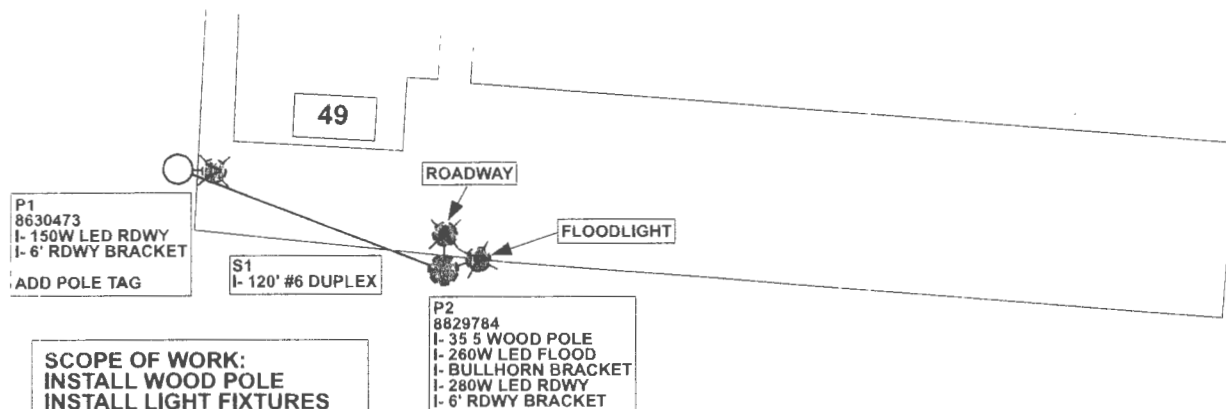 49
ROADWAY
FLOODLIGHT
P1
8630473
I- 150W LED RDWY
I- 6' RDWY BRACKET
ADD POLE TAG
S1
I- 120' #6 DUPLEX
P2
8829784
I- 35 5 WOOD POLE
I- 260W LED FLOOD
I- BULLHORN BRACKET
I- 280W LED RDWY
I- 6' RDWY BRACKET
SCOPE OF WORK:
INSTALL WOOD POLE
INSTALL LIGHT FIXTURES